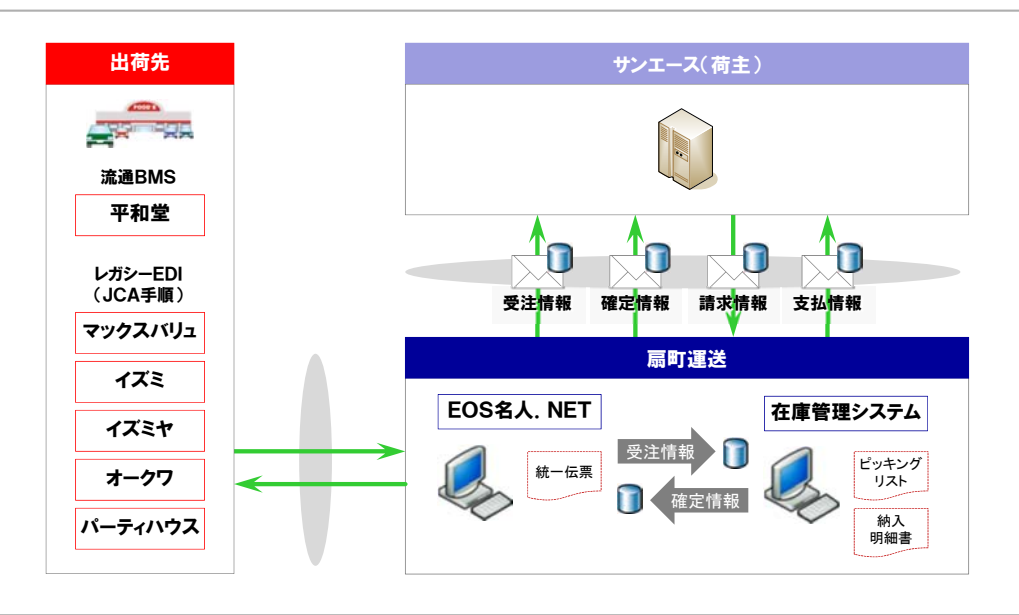 出荷先
FOOD'S
流通BMS
平和堂
レガシーEDI
（JCA手順）
マックスバリュ
イズミ
イズミヤ
オークワ
パーティハウス
サンエース（荷主）
受注情報
確定情報
請求情報
支払情報
扇町運送
EOS名人．NET
在庫管理システム
統一伝票
受注情報
確定情報
ピッキング
リスト
納入
明細書